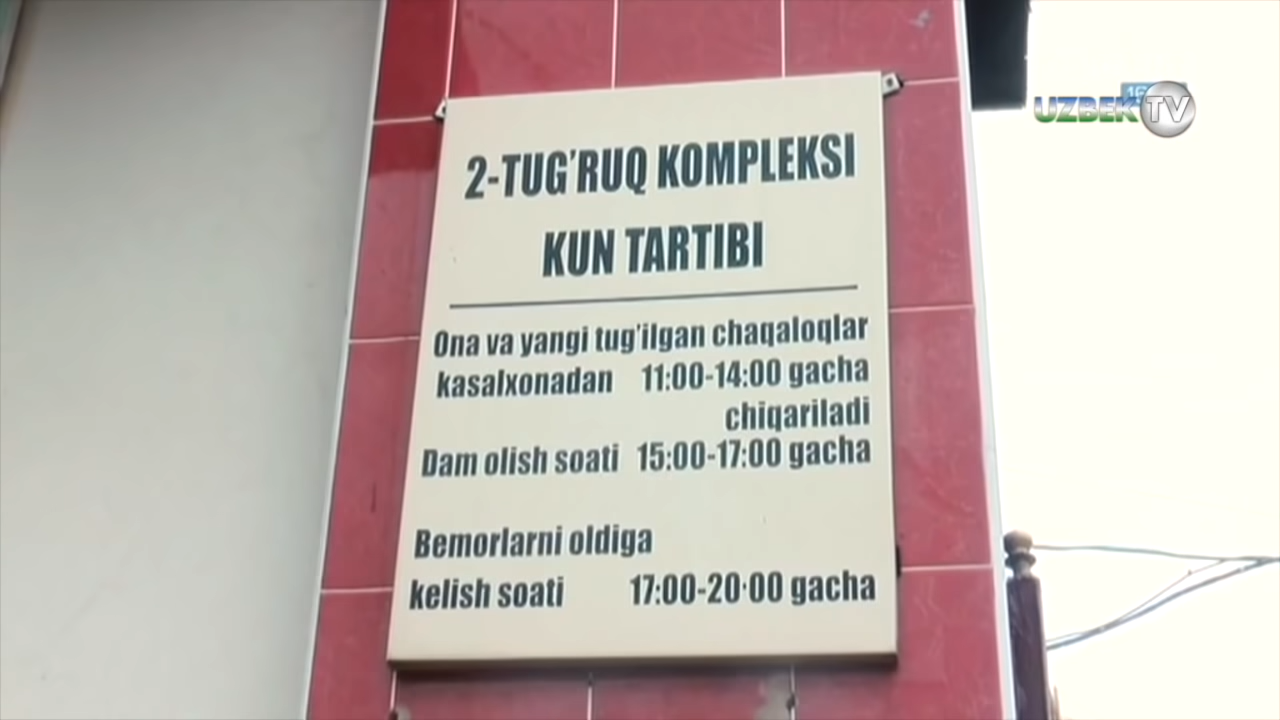 UZBEK TV
2-TUG'RUQ KOMPLEKSI
KUN TARTIBI
Ona va yangi tug'ilgan chaqaloqlar
kasalxonadan 11:00-14:00 gacha
chiqariladi
Dam olish soati 15:00-17:00 gacha
Bemorlarni oldiga
kelish soati 17:00-20:00 gacha